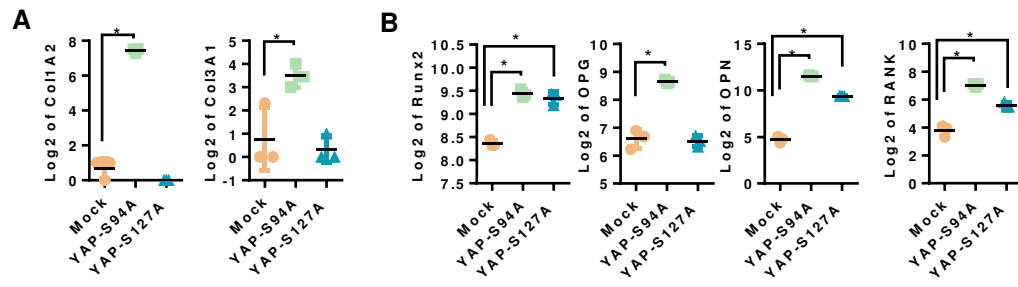 A
B
Log2 of Col1A2
8
6
4
2
0
*
Mock
YAP-S94A
YAP-S127A
Log2 of Col3A1
5
4
3
2
1
0
-1
*
Mock
YAP-S94A
YAP-S127A
Log2 of Runx2
10.5
10.0
9.5
9.0
8.5
8.0
7.5
*
*
Mock
YAP-S94A
YAP-S127A
Log2 of OPG
10
9
8
7
6
5
*
Mock
YAP-S94A
YAP-S127A
Log2 of OPN
15
10
5
0
*
*
Mock
YAP-S94A
YAP-S127A
Log2 of RANK
10
8
6
4
2
0
*
*
Mock
YAP-S94A
YAP-S127A